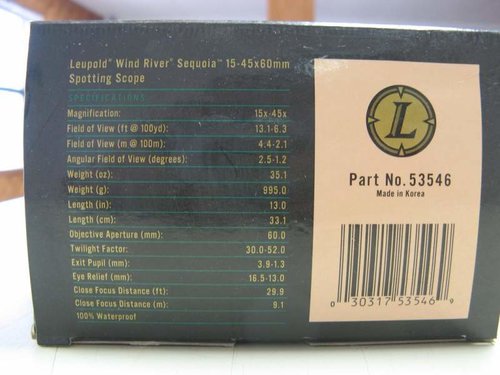 Leupold® Wind River® Sequoia™ 15-45x60mm
Spotting Scope
SPECIFICATIONS
Magnification: 15x-45x
Field of View (ft @ 100yd): 13.1-6.3
Field of View (m @ 100m): 4.4-2.1
Angular Field of View (degrees): 2.5-1.2
Weight (oz): 35.1
Weight (g): 995.0
Length (in): 13.0
Length (cm): 33.1
Objective Aperture (mm): 60.0
Twilight Factor: 30.0-52.0
Exit Pupil (mm): 3.9-1.3
Eye Relief (mm): 16.5-13.0
Close Focus Distance (ft): 29.9
Close Focus Distance (m): 9.1
100% Waterproof
L
Part No. 53546
Made in Korea
0 30317 53546 9